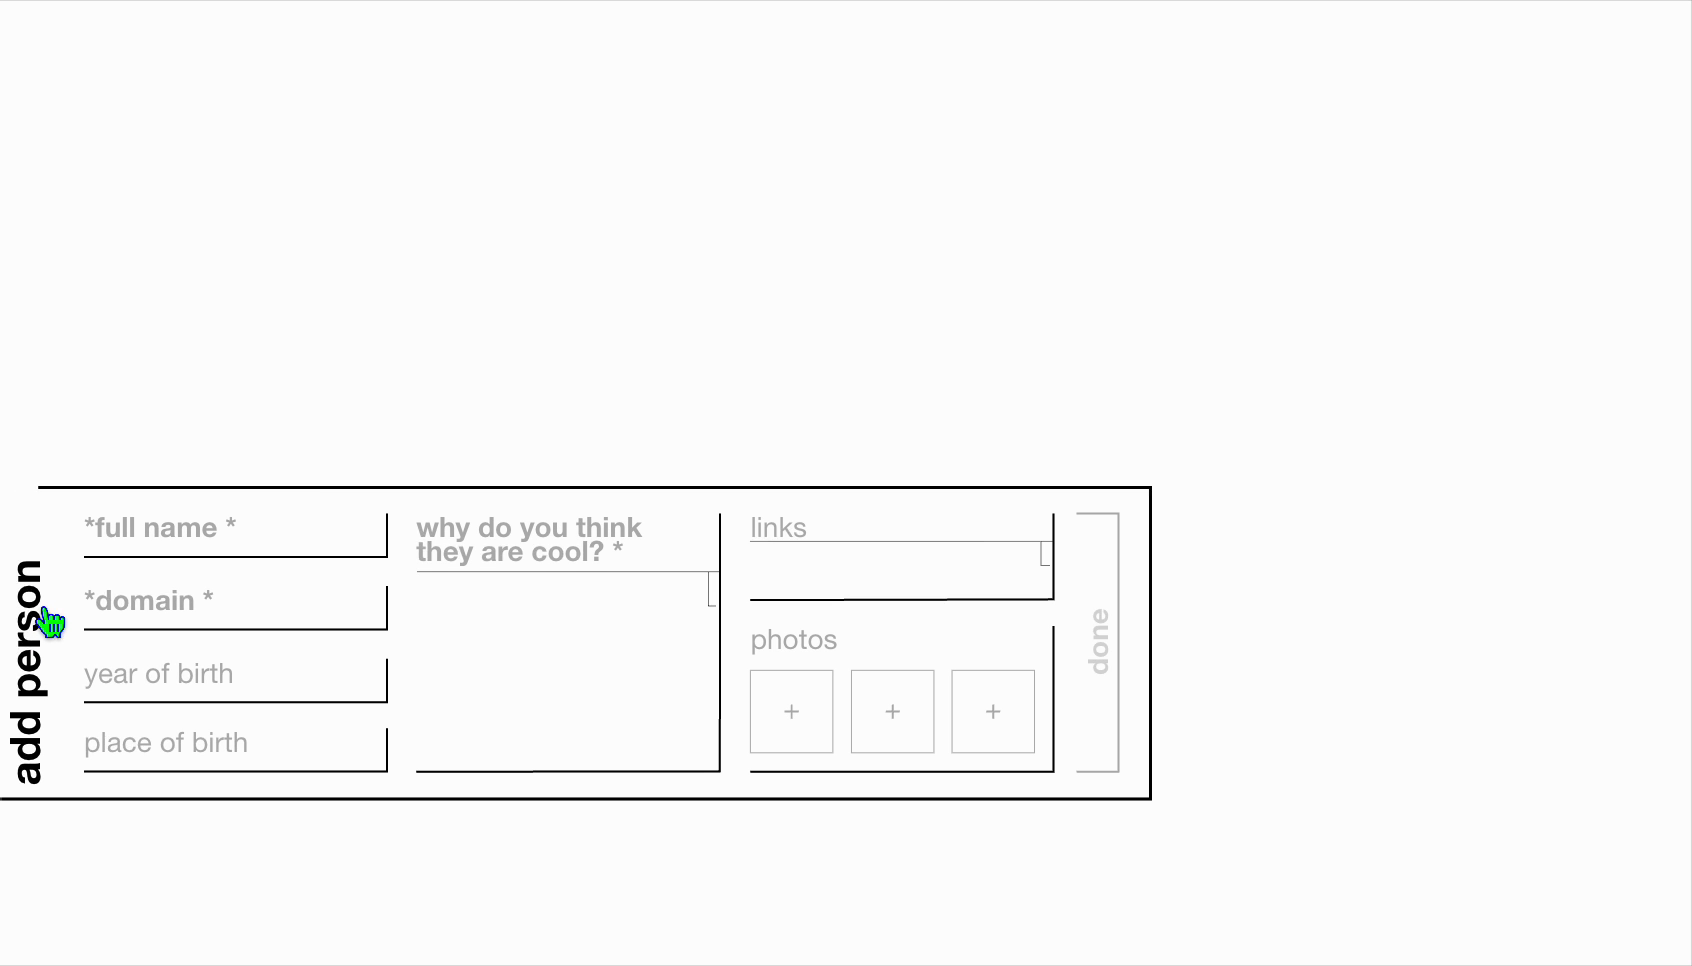 add person
*full name *
*domain *
year of birth
place of birth
why do you think
they are cool? *
links
photos
+ + +
done